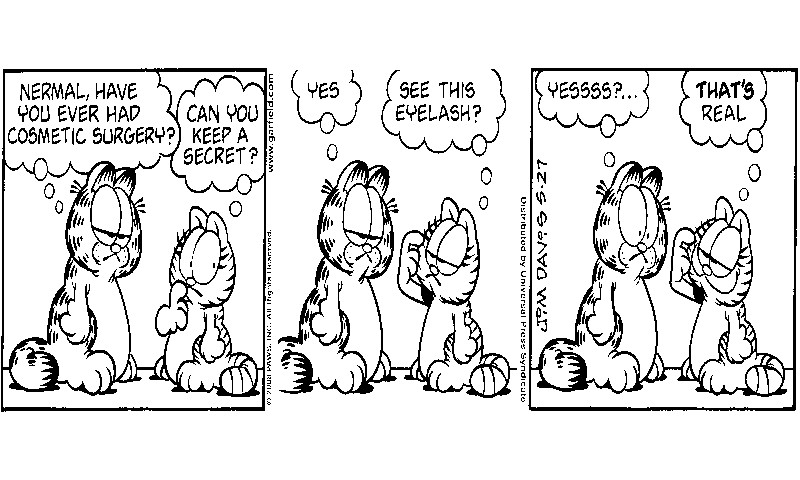 NERMAL, HAVE
YOU EVER HAD
COSMETIC SURGERY?
CAN YOU
KEEP A
SECRET?
www.garfield.com
YES
SEE THIS
EYELASH?
Distributed by Universal Press Syndicate
YESSSS?...
THAT'S
REAL
JIM DAVIS 5-27